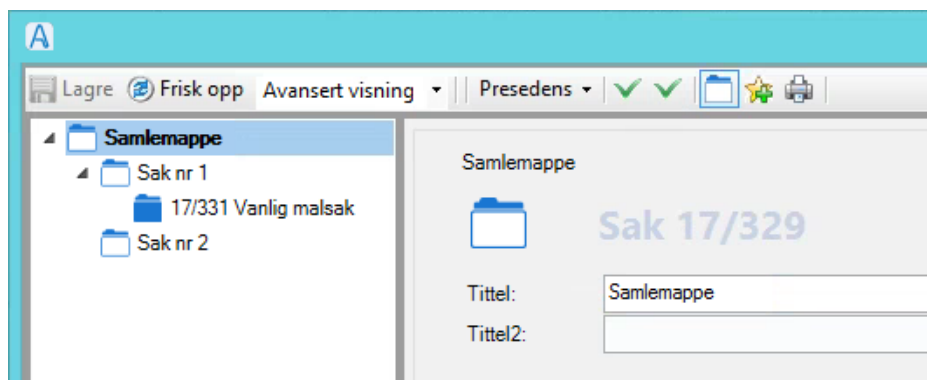 A
Lagre Frisk opp Avansert visning Presedens
Samlemappe
Sak nr 1
17/331 Vanlig malsak
Sak nr 2
Samlemappe
Sak 17/329
Tittel: Samlemappe
Tittel2: